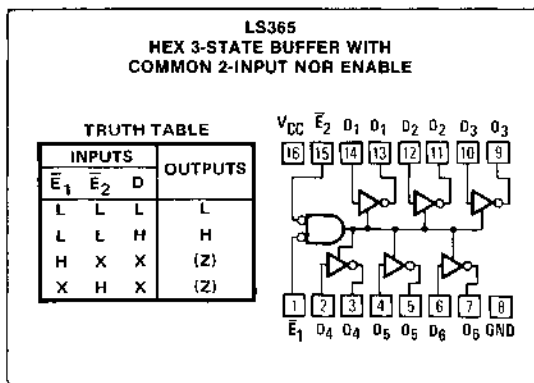 LS365
HEX 3-STATE BUFFER WITH
COMMON 2-INPUT NOR ENABLE
TRUTH TABLE
INPUTS OUTPUTS
Ē1 Ē2 D
L L L L
L L H H
H X X (Z)
X H X (Z)
VCC Ē2 D1 O1 D2 O2 D3 O3
16 15 14 13 12 11 10 9
1 2 3 4 5 6 7 8
Ē1 D4 O4 D5 O5 D6 O6 GND